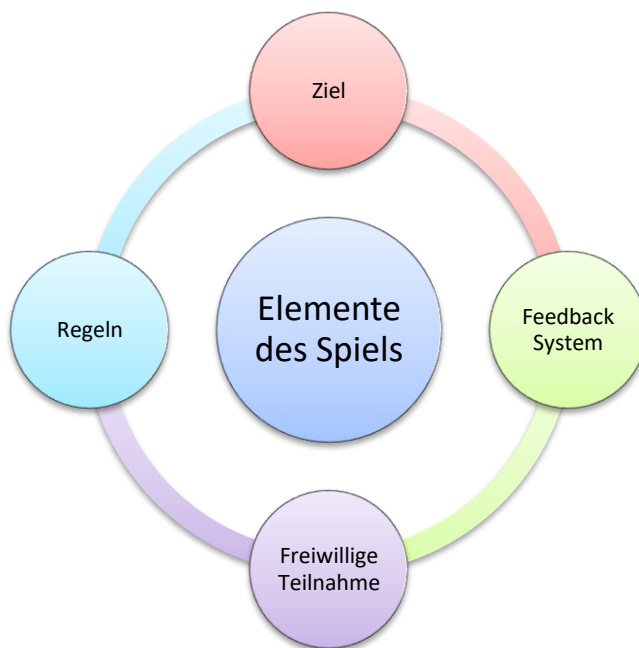 Ziel
Regeln
Elemente
des Spiels
Feedback
System
Freiwillige
Teilnahme